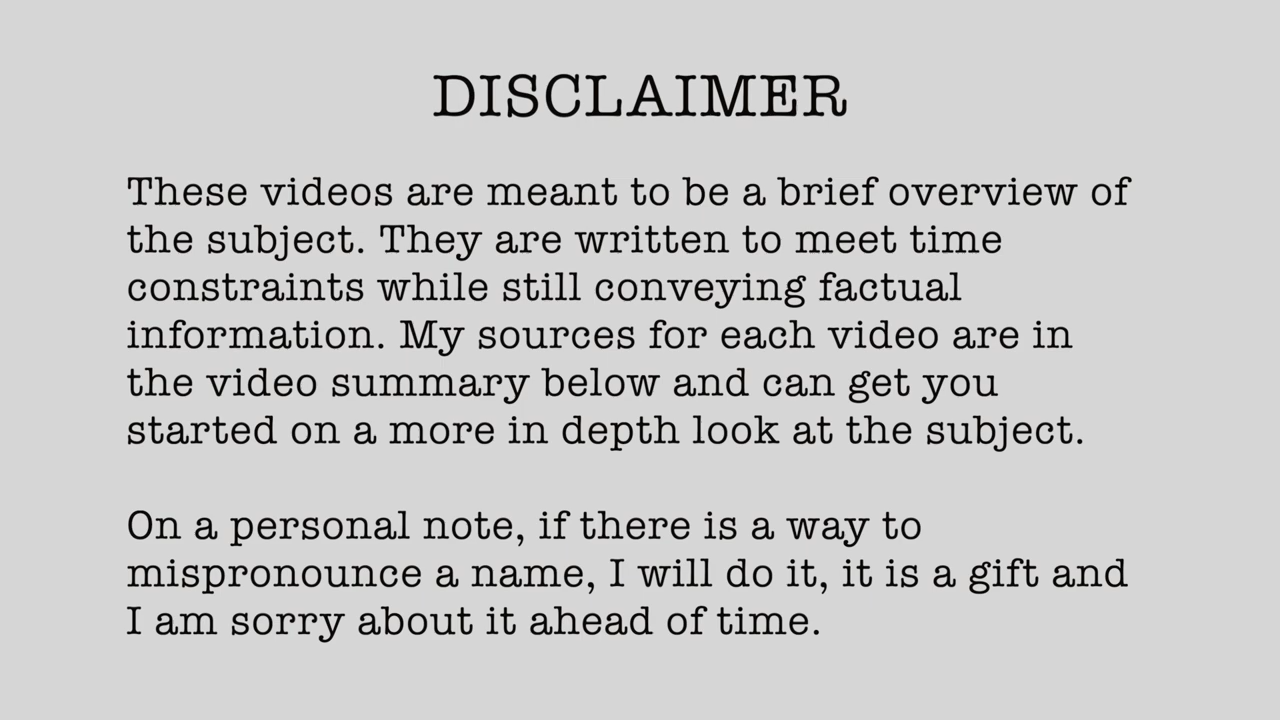 DISCLAIMER
These videos are meant to be a brief overview of
the subject. They are written to meet time
constraints while still conveying factual
information. My sources for each video are in
the video summary below and can get you
started on a more in depth look at the subject.
On a personal note, if there is a way to
mispronounce a name, I will do it, it is a gift and
I am sorry about it ahead of time.